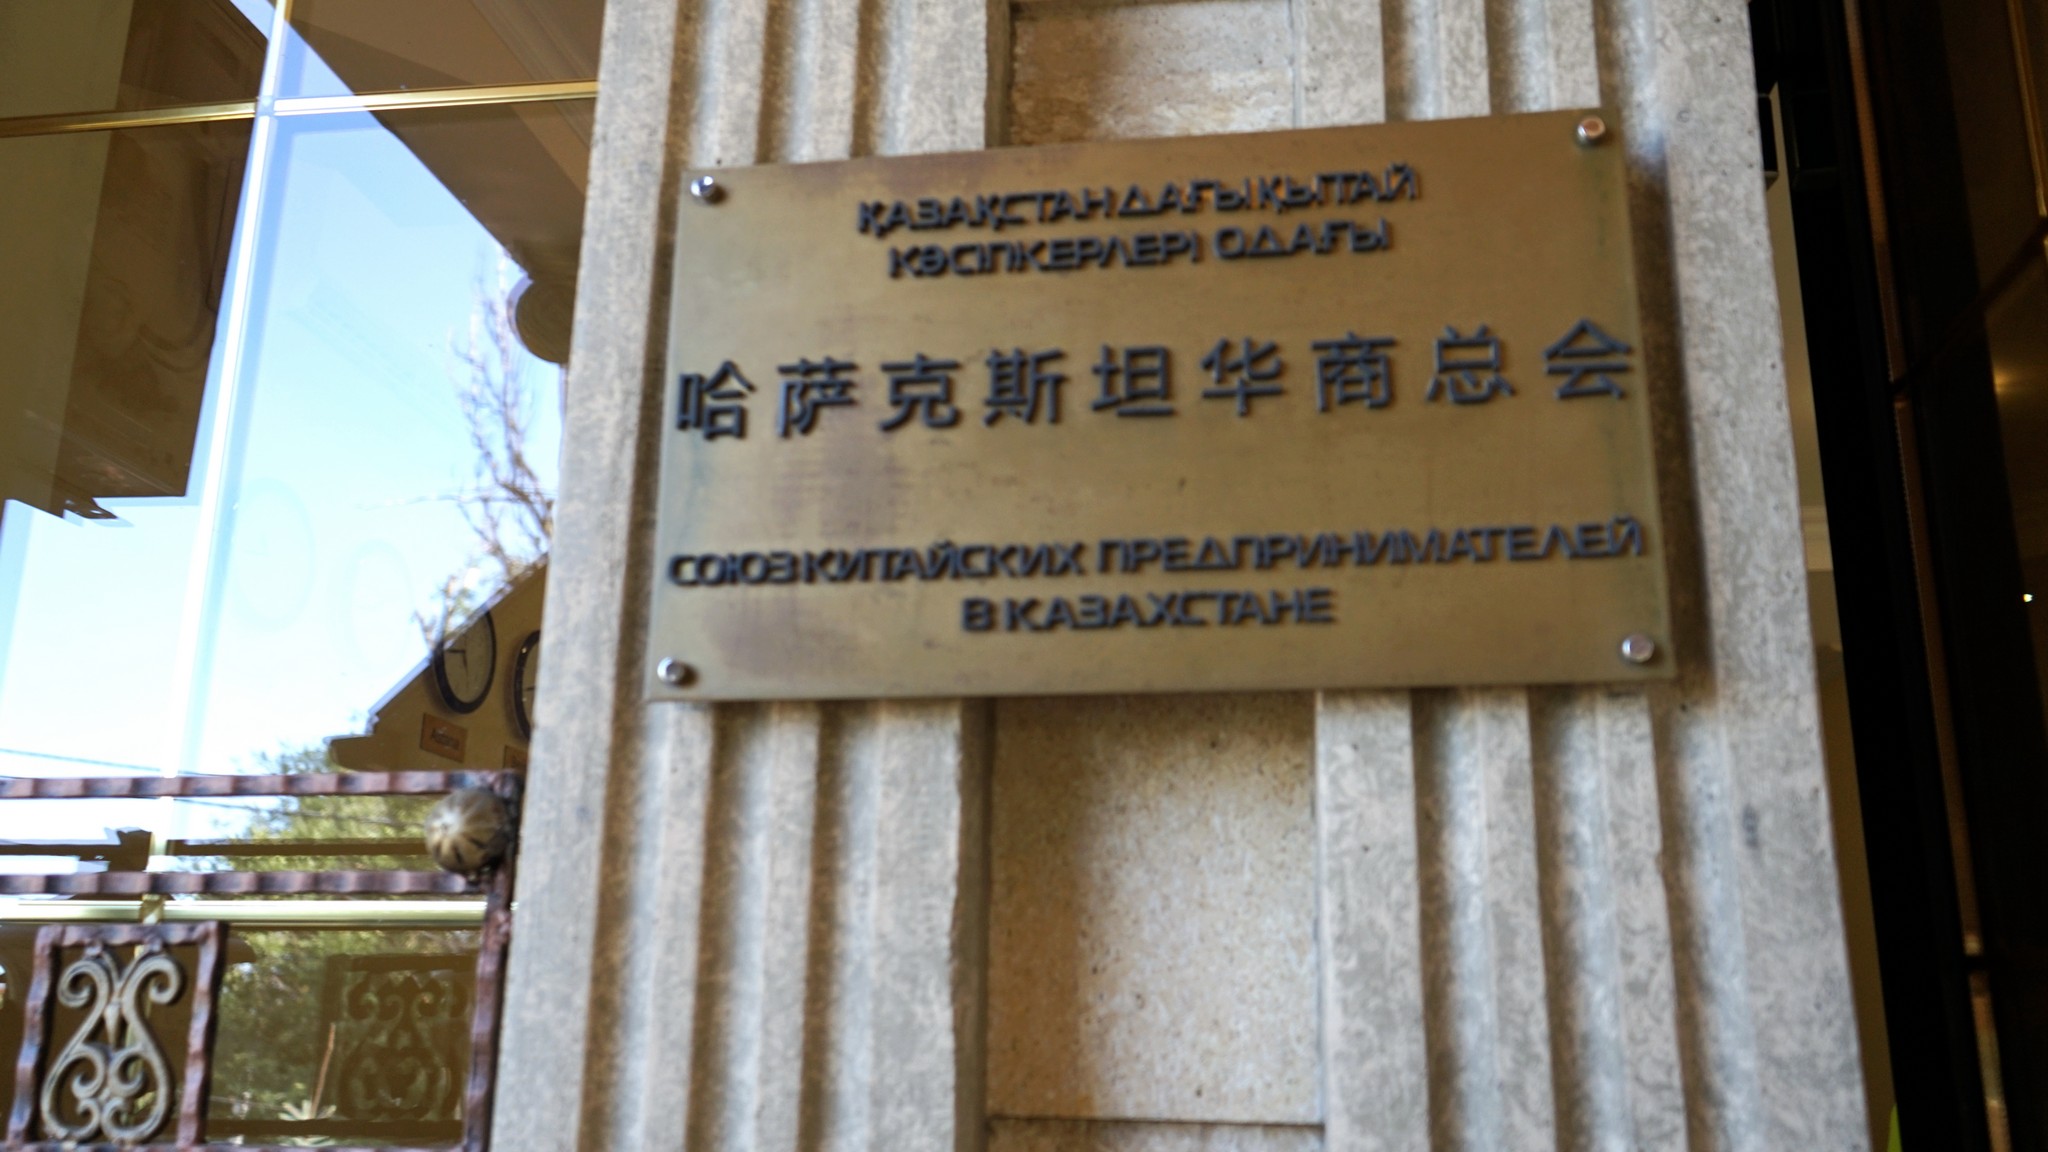 ҚАЗАҚСТАНДАҒЫ ҚЫТАЙ
КӘСІПКЕРЛЕРІ ОДАҒЫ
哈萨克斯坦华商总会
СОЮЗ КИТАЙСКИХ ПРЕДПРИНИМАТЕЛЕЙ
В КАЗАХСТАНЕ